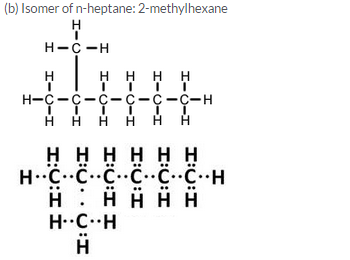 (b) Isomer of n-heptane: 2-methylhexane
H
H-C-H
H H H H H
H-C-C-C-C-C-C-H
H H H H H H
H H H H H H
H··C··C··C··C··C··C··H
H · H H H H
H··C··H
H